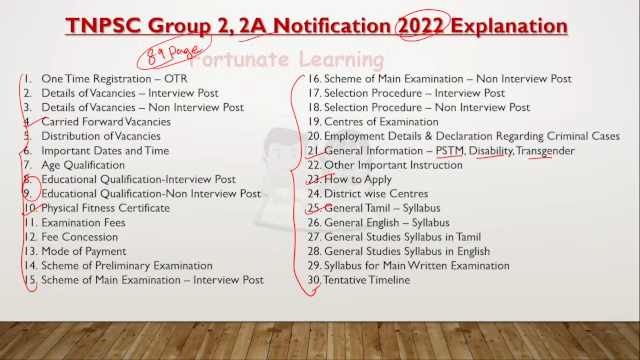 TNPSC Group 2, 2A Notification 2022 Explanation
89 page
Fortunate Learning
1. One Time Registration – OTR
2. Details of Vacancies – Interview Post
3. Details of Vacancies – Non Interview Post
4. Carried Forward Vacancies
5. Distribution of Vacancies
6. Important Dates and Time
7. Age Qualification
8. Educational Qualification-Interview Post
9. Educational Qualification-Non Interview Post
10. Physical Fitness Certificate
11. Examination Fees
12. Fee Concession
13. Mode of Payment
14. Scheme of Preliminary Examination
15. Scheme of Main Examination – Interview Post
16. Scheme of Main Examination – Non Interview Post
17. Selection Procedure – Interview Post
18. Selection Procedure – Non Interview Post
19. Centres of Examination
20. Employment Details & Declaration Regarding Criminal Cases
21. General Information – PSTM, Disability, Transgender
22. Other Important Instruction
23. How to Apply
24. District wise Centres
25. General Tamil – Syllabus
26. General English – Syllabus
27. General Studies Syllabus in Tamil
28. General Studies Syllabus in English
29. Syllabus for Main Written Examination
30. Tentative Timeline